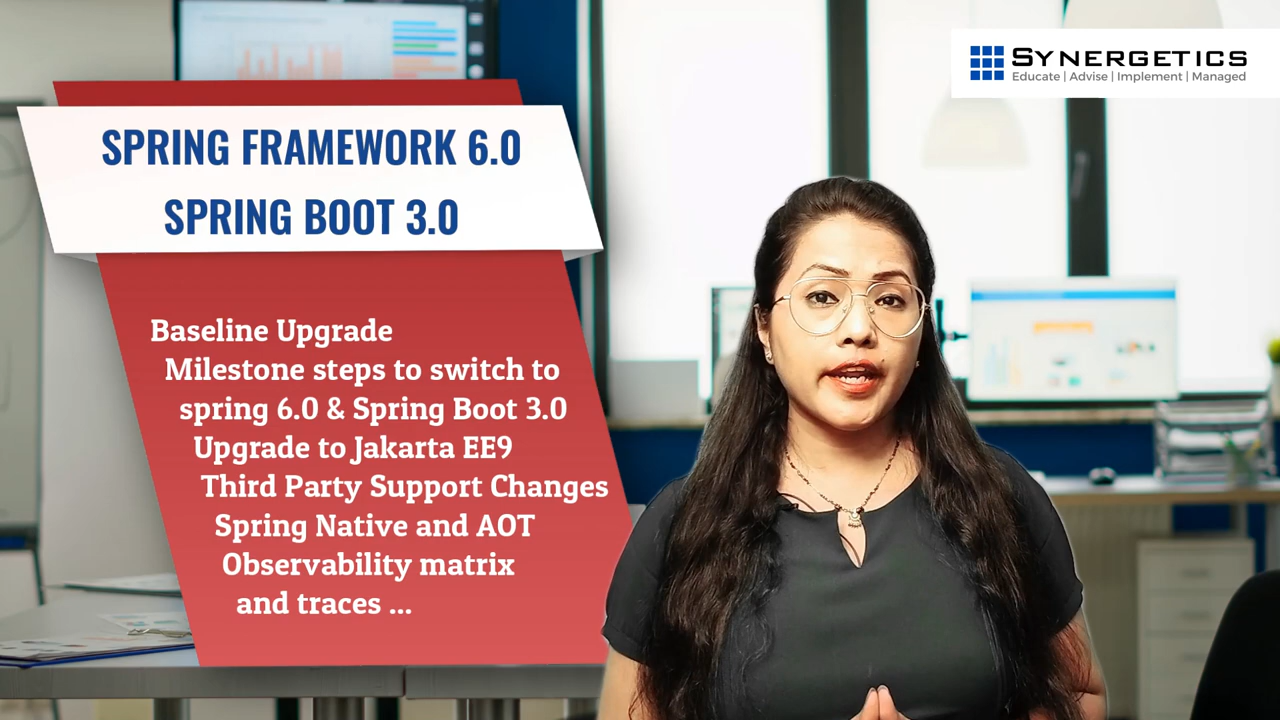 SYNERGETICS
Educate | Advise | Implement | Managed
SPRING FRAMEWORK 6.0
SPRING BOOT 3.0
Baseline Upgrade
Milestone steps to switch to
spring 6.0 & Spring Boot 3.0
Upgrade to Jakarta EE9
Third Party Support Changes
Spring Native and AOT
Observability matrix
and traces ...